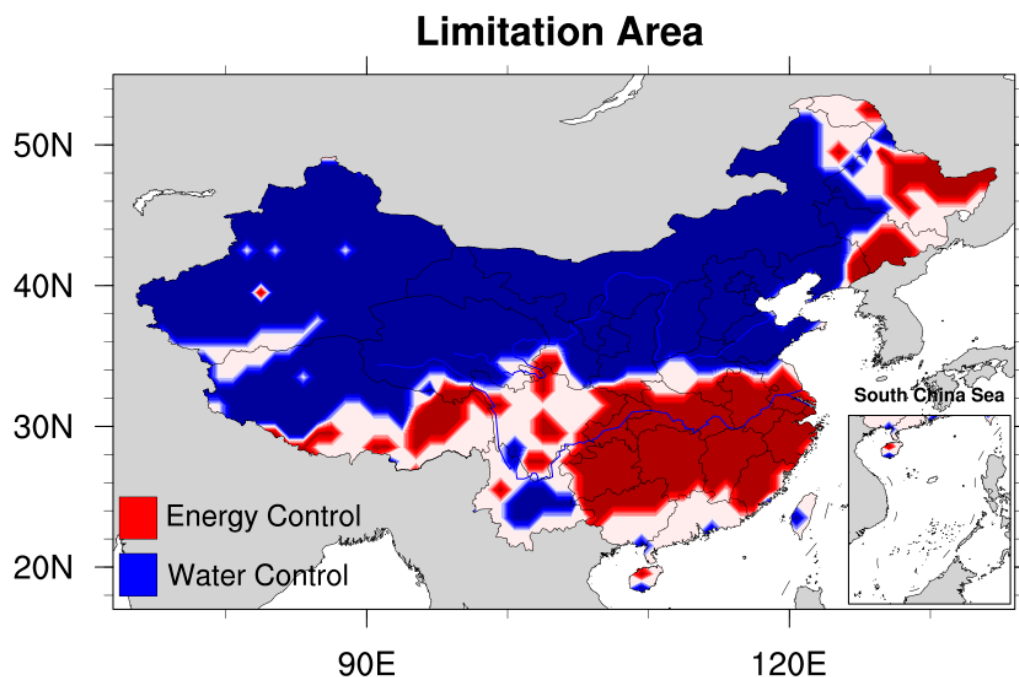 Limitation Area
50N
40N
30N
20N
South China Sea
Energy Control
Water Control
90E
120E